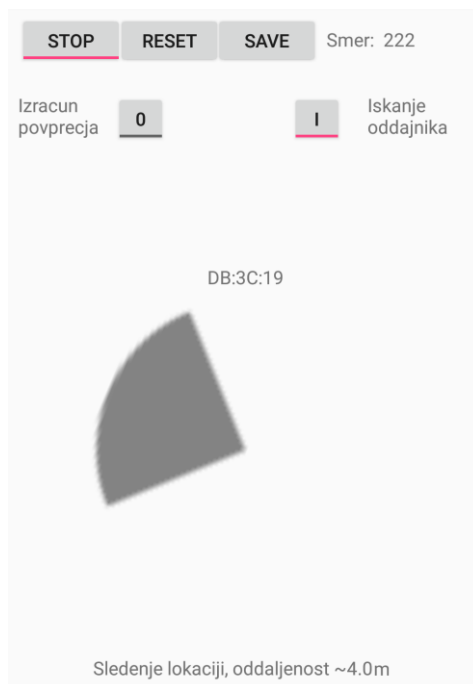 STOP RESET SAVE Smer: 222
Izracun
povprecja
0
I
Iskanje
oddajnika
DB:3C:19
Sledenje lokaciji, oddaljenost ~4.0m